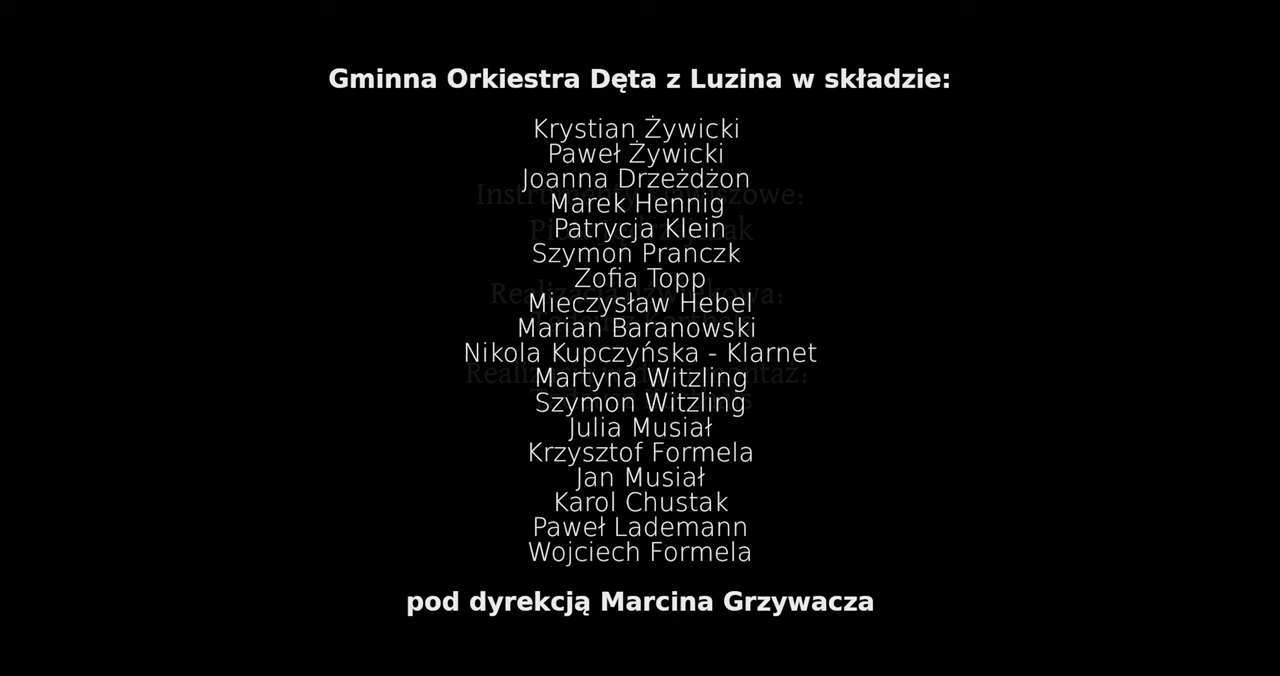 Gminna Orkiestra Dęta z Luzina w składzie:
Krystian Żywicki
Paweł Żywicki
Joanna Drzeżdżon
Marek Hennig
Patrycja Klein
Szymon Pranczk
Zofia Topp
Mieczysław Hebel
Marian Baranowski
Nikola Kupczyńska - Klarnet
Martyna Witzling
Szymon Witzling
Julia Musiał
Krzysztof Formela
Jan Musiał
Karol Chustak
Paweł Lademann
Wojciech Formela
pod dyrekcją Marcina Grzywacza